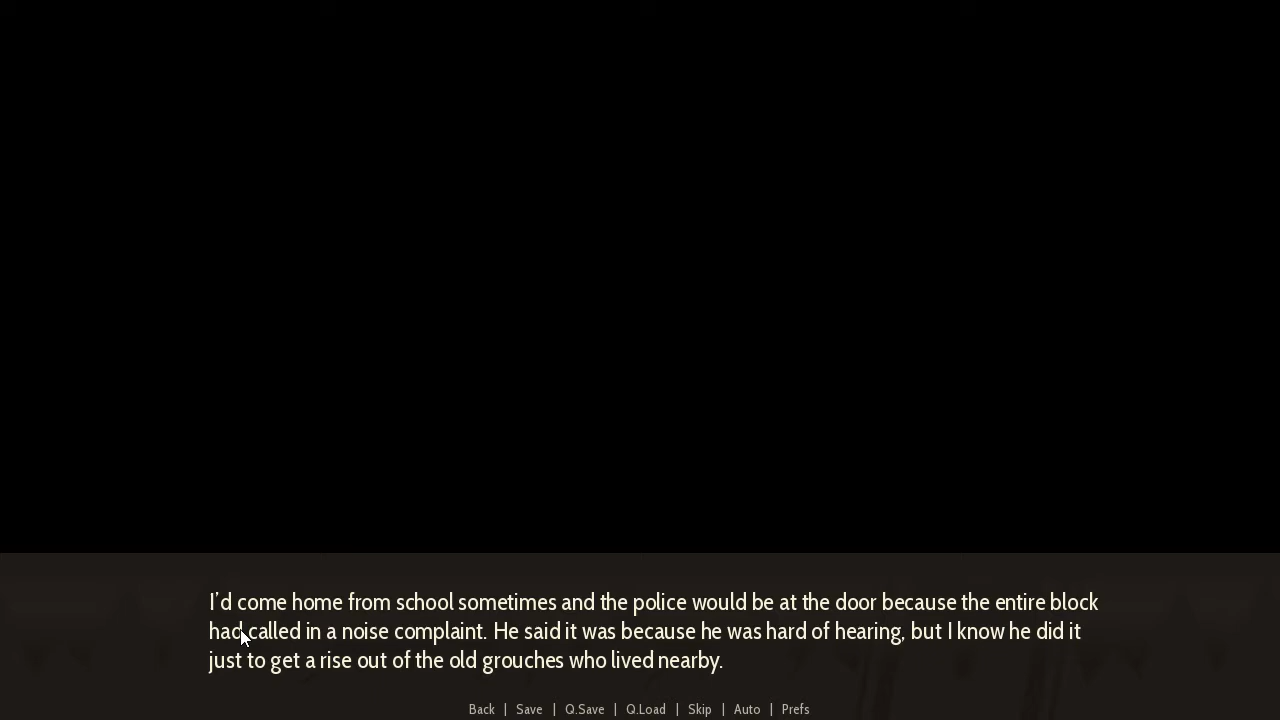 I’d come home from school sometimes and the police would be at the door because the entire block
had called in a noise complaint. He said it was because he was hard of hearing, but I know he did it
just to get a rise out of the old grouches who lived nearby.
Back | Save | Q.Save | Q.Load | Skip | Auto | Prefs